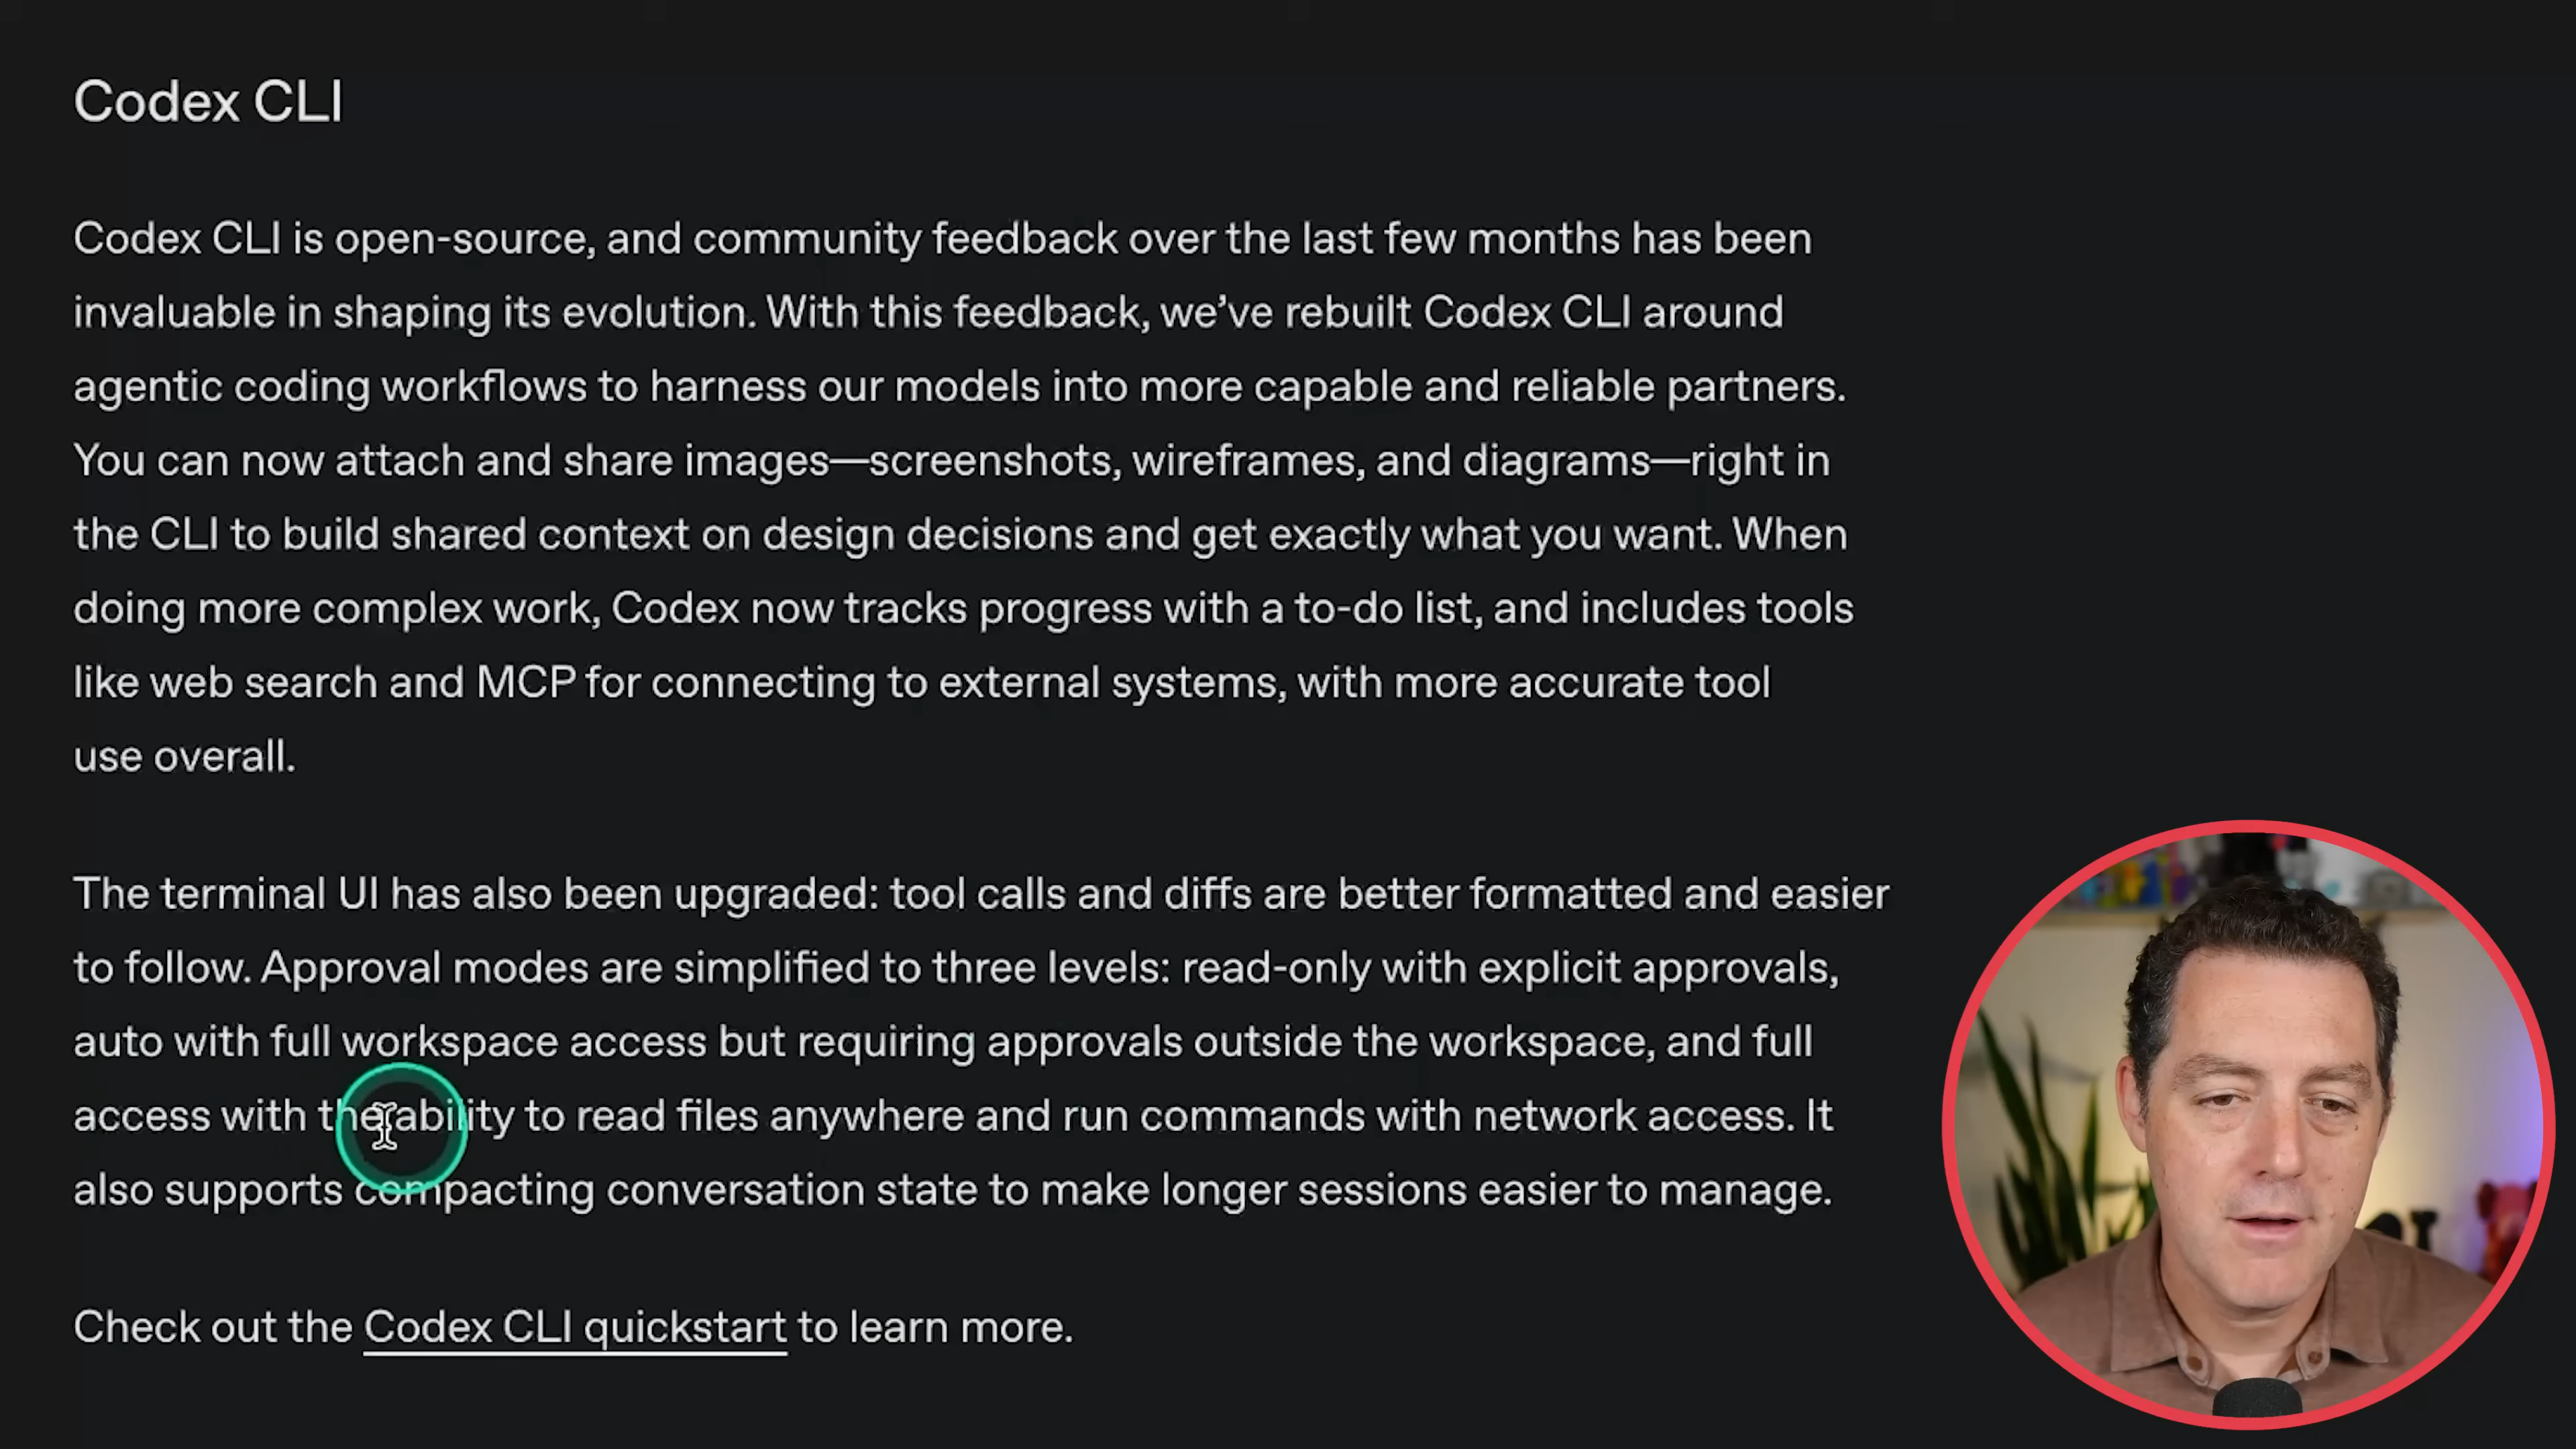 Codex CLI
Codex CLI is open-source, and community feedback over the last few months has been
invaluable in shaping its evolution. With this feedback, we’ve rebuilt Codex CLI around
agentic coding workflows to harness our models into more capable and reliable partners.
You can now attach and share images—screenshots, wireframes, and diagrams—right in
the CLI to build shared context on design decisions and get exactly what you want. When
doing more complex work, Codex now tracks progress with a to-do list, and includes tools
like web search and MCP for connecting to external systems, with more accurate tool
use overall.
The terminal UI has also been upgraded: tool calls and diffs are better formatted and easier
to follow. Approval modes are simplified to three levels: read-only with explicit approvals,
auto with full workspace access but requiring approvals outside the workspace, and full
access with the ability to read files anywhere and run commands with network access. It
also supports compacting conversation state to make longer sessions easier to manage.
Check out the Codex CLI quickstart to learn more.